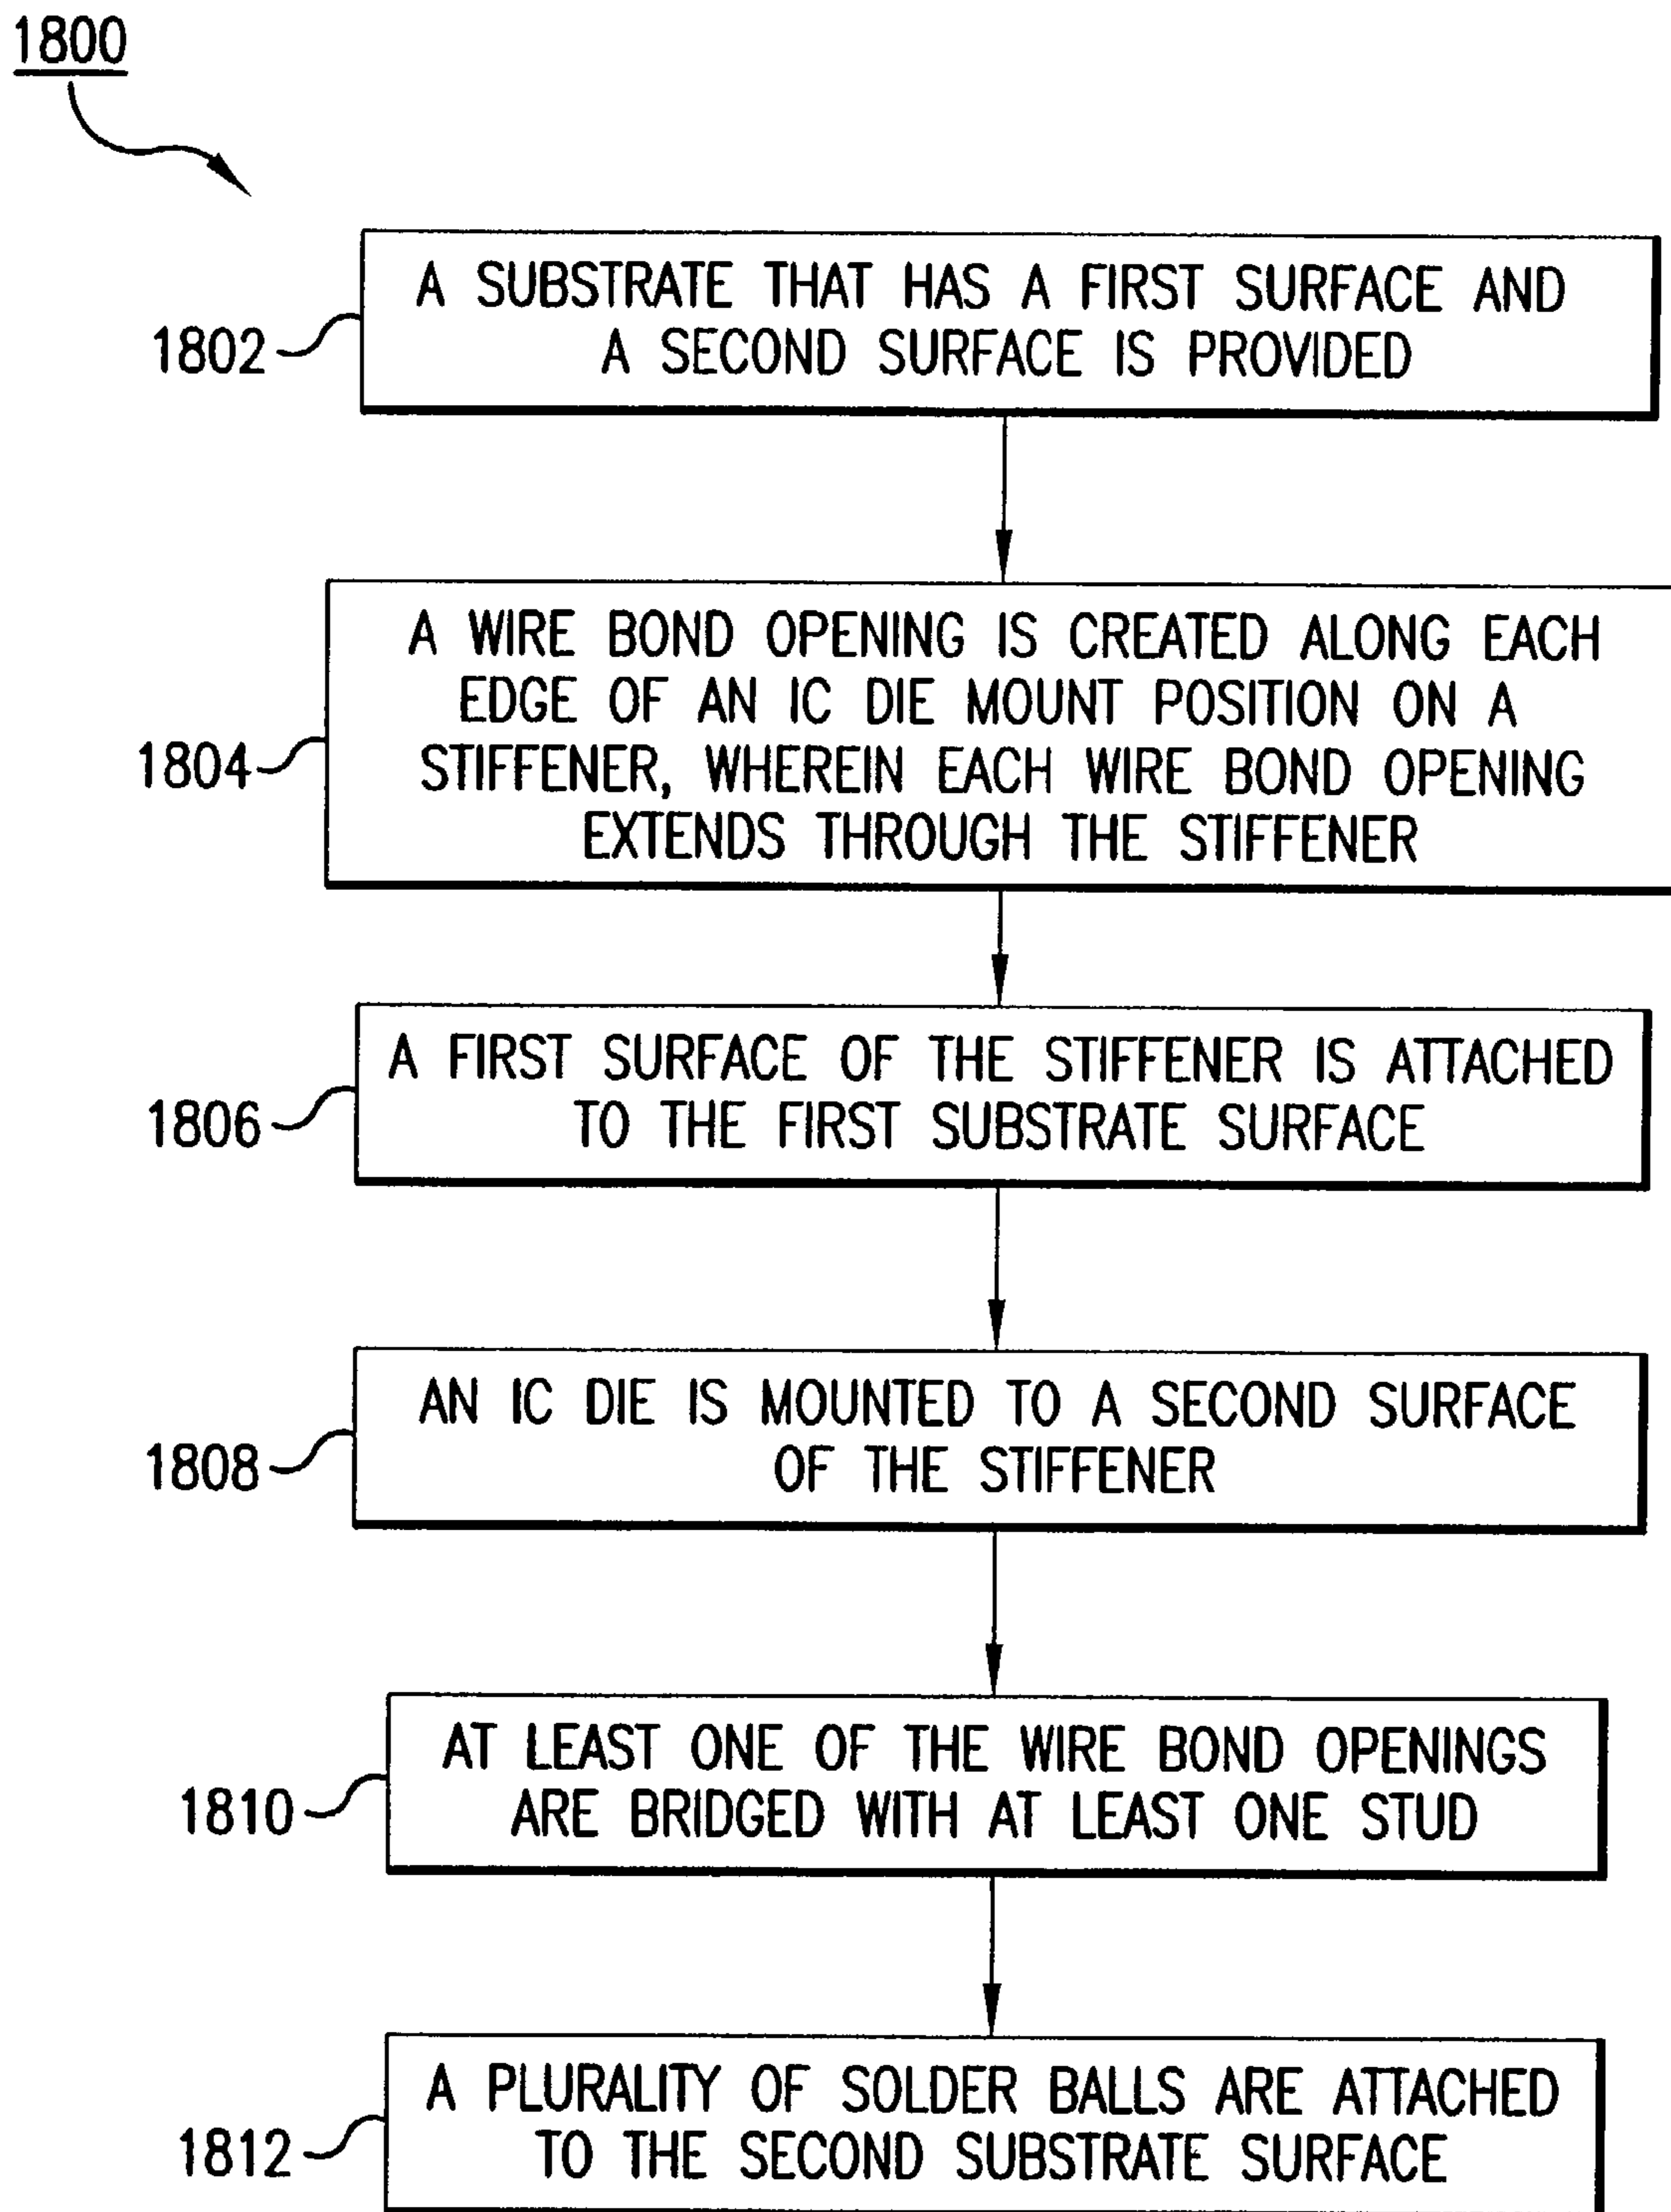 1800
A SUBSTRATE THAT HAS A FIRST SURFACE AND
A SECOND SURFACE IS PROVIDED
1802
A WIRE BOND OPENING IS CREATED ALONG EACH
EDGE OF AN IC DIE MOUNT POSITION ON A
STIFFENER, WHEREIN EACH WIRE BOND OPENING
EXTENDS THROUGH THE STIFFENER
1804
A FIRST SURFACE OF THE STIFFENER IS ATTACHED
TO THE FIRST SUBSTRATE SURFACE
1806
AN IC DIE IS MOUNTED TO A SECOND SURFACE
OF THE STIFFENER
1808
AT LEAST ONE OF THE WIRE BOND OPENINGS
ARE BRIDGED WITH AT LEAST ONE STUD
1810
A PLURALITY OF SOLDER BALLS ARE ATTACHED
TO THE SECOND SUBSTRATE SURFACE
1812